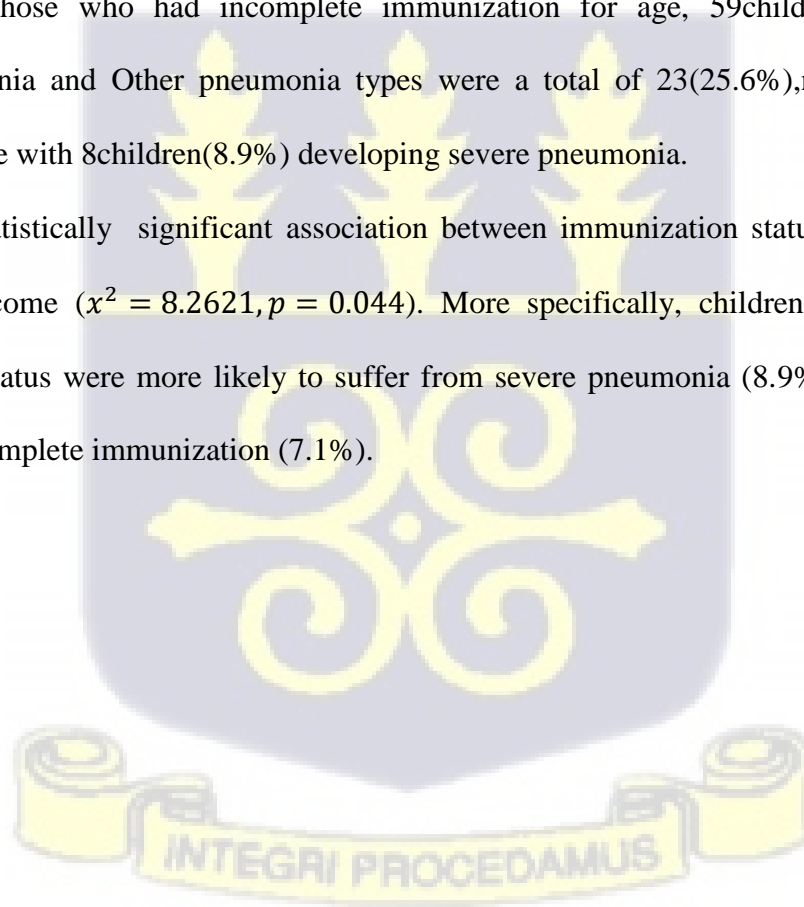 hose who had incomplete immunization for age, 59child
nia and Other pneumonia types were a total of 23(25.6%),r
e with 8children(8.9%) developing severe pneumonia.
tistically significant association between immunization statu
come (x² = 8.2621, p = 0.044). More specifically, children
tatus were more likely to suffer from severe pneumonia (8.9%
mplete immunization (7.1%).
INTEGRI PROCEDAMUS